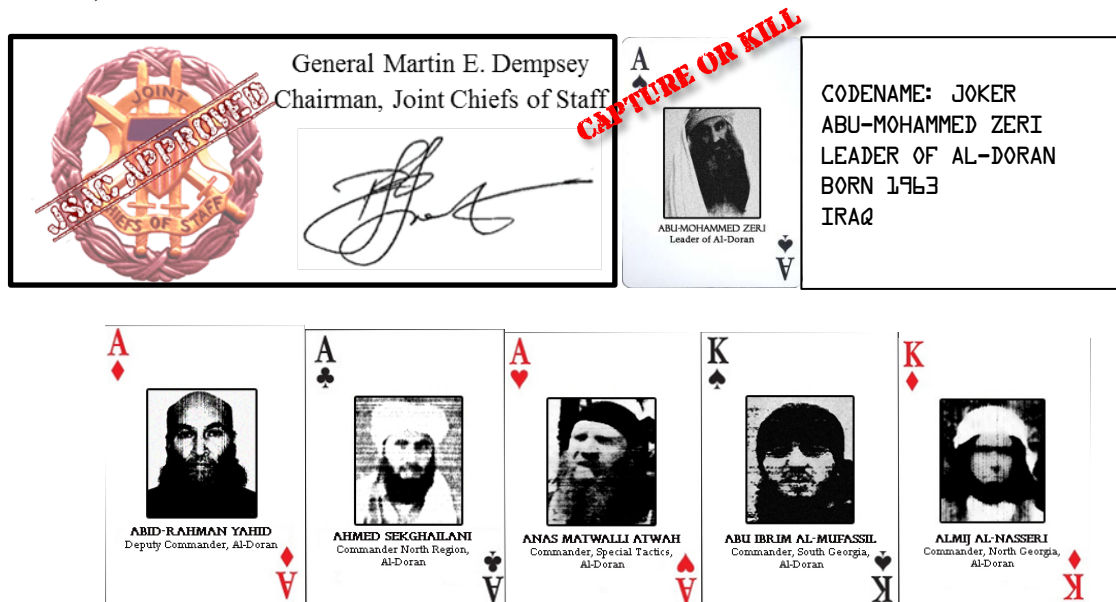 General Martin E. Dempsey
Chairman, Joint Chiefs of Staff
JOINT
CHIEFS OF STAFF
JSAC APPROVED
CAPTURE OR KILL
A
ABU-MOHAMMED ZERI
Leader of Al-Doran
A
CODENAME: JOKER
ABU-MOHAMMED ZERI
LEADER OF AL-DORAN
BORN 1963
IRAQ
A
ABID-RAHMAN YAHID
Deputy Commander, Al-Doran
A
A
AHMED SEKGHAILANI
Commander North Region,
Al-Doran
A
A
ANAS MATWALLI ATWAH
Commander, Special Tactics,
Al-Doran
A
K
ABU IBRIM AL-MUFASSIL
Commander, South Georgia,
Al-Doran
K
K
ALMIJ AL-NASSERI
Commander, North Georgia,
Al-Doran
K